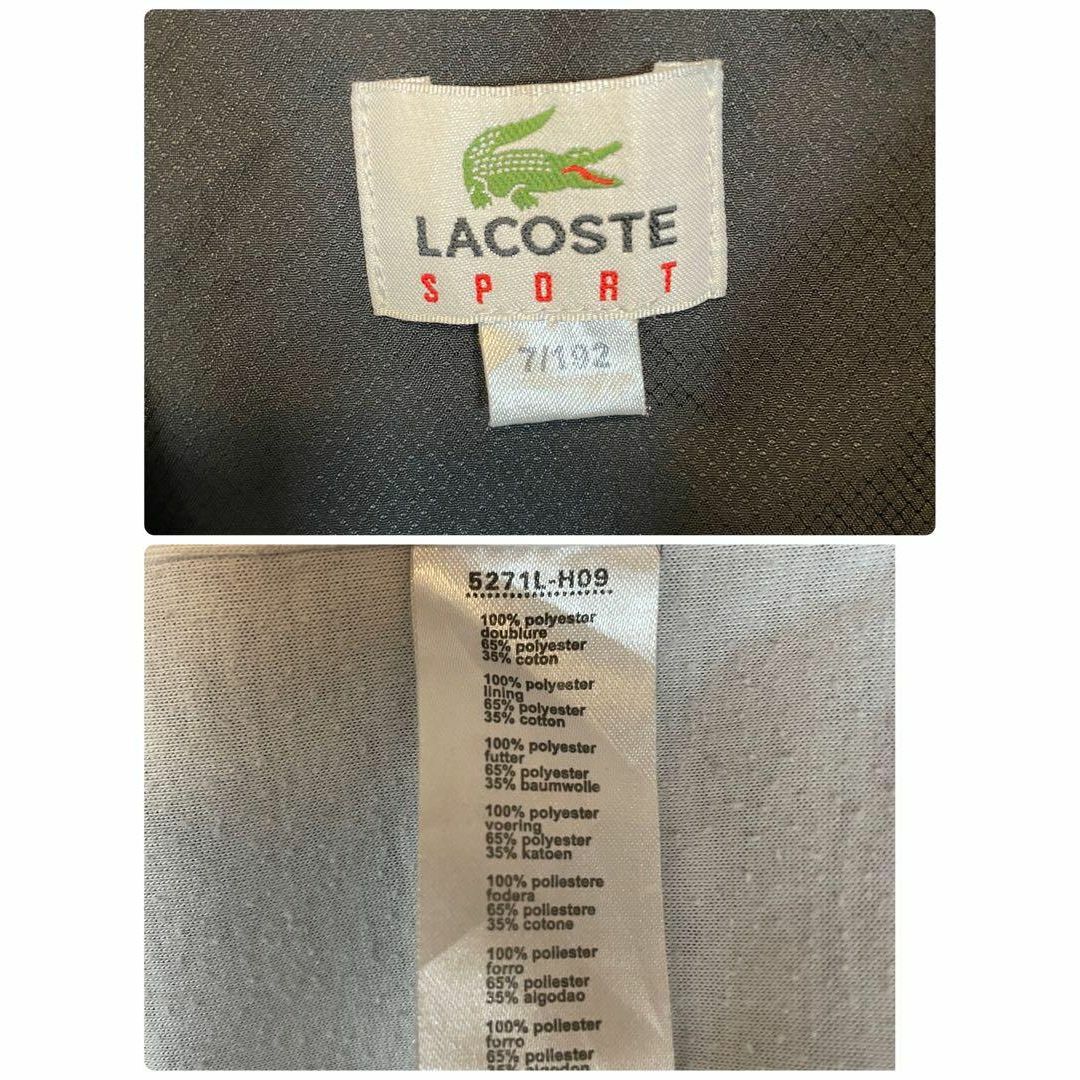 LACOSTE
SPORT
7/192
5271L-H09
100% polyester
doublure
65% polyester
35% coton
100% polyester
lining
65% polyester
35% cotton
100% polyester
futter
65% polyester
35% baumwolle
100% polyester
voering
65% polyester
35% katoen
100% poliestere
fodera
65% poliestere
35% cotone
100% poliester
forro
65% poliester
35% algodao
100% poliester
forro
65% poliester
35% algodon